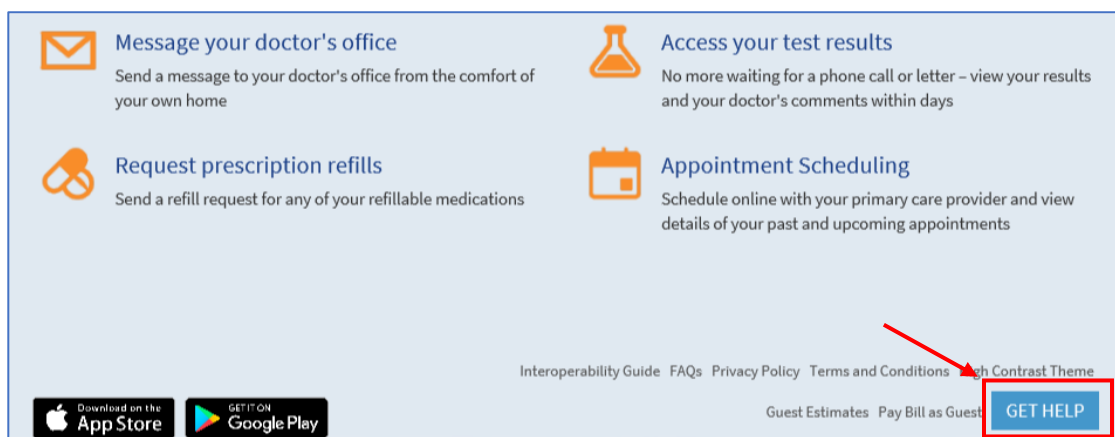 Message your doctor's office
Send a message to your doctor's office from the comfort of
your own home
Access your test results
No more waiting for a phone call or letter – view your results
and your doctor's comments within days
Request prescription refills
Send a refill request for any of your refillable medications
Appointment Scheduling
Schedule online with your primary care provider and view
details of your past and upcoming appointments
Interoperability Guide FAQs Privacy Policy Terms and Conditions High Contrast Theme
Download on the
App Store
GET IT ON
Google Play
Guest Estimates Pay Bill as Guest
GET HELP